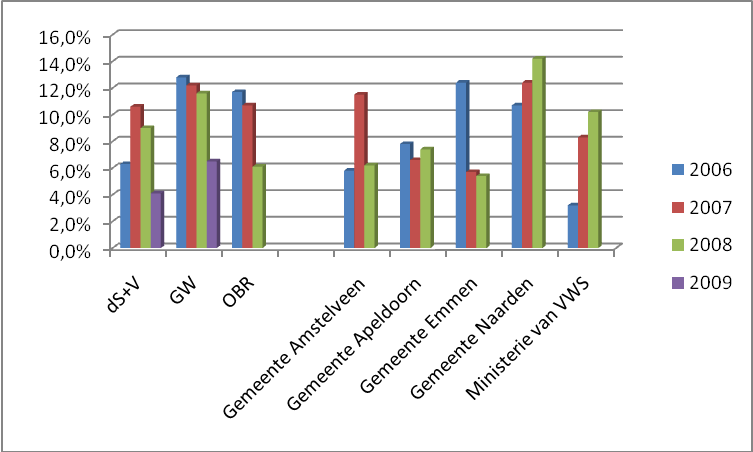 16,0%
14,0%
12,0%
10,0%
8,0%
6,0%
4,0%
2,0%
0,0%
dS+V
GW
OBR
Gemeente Amstelveen
Gemeente Apeldoorn
Gemeente Emmen
Gemeente Naarden
Ministerie van VWS
2006
2007
2008
2009